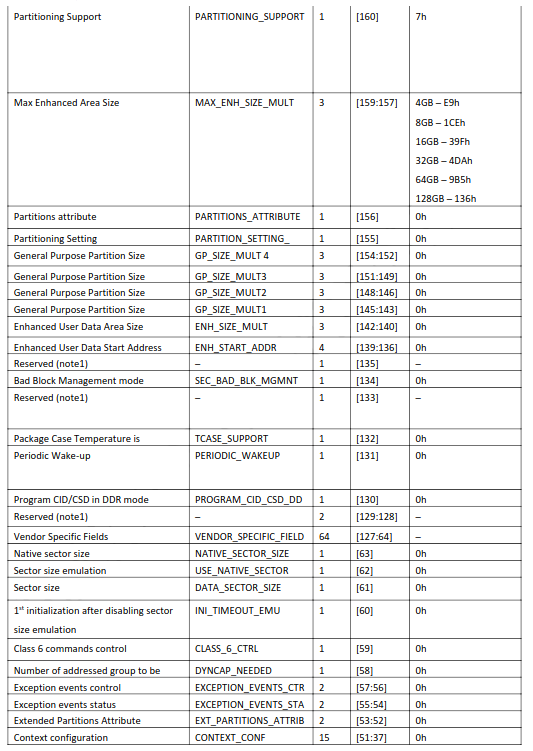 Partitioning Support PARTITIONING_SUPPORT 1 [160] 7h
Max Enhanced Area Size MAX_ENH_SIZE_MULT 3 [159:157] 4GB – E9h
8GB – 1CEh
16GB – 39Fh
32GB – 4DAh
64GB – 9B5h
128GB – 136h
Partitions attribute PARTITIONS_ATTRIBUTE 1 [156] 0h
Partitioning Setting PARTITION_SETTING_ 1 [155] 0h
General Purpose Partition Size GP_SIZE_MULT 4 3 [154:152] 0h
General Purpose Partition Size GP_SIZE_MULT3 3 [151:149] 0h
General Purpose Partition Size GP_SIZE_MULT2 3 [148:146] 0h
General Purpose Partition Size GP_SIZE_MULT1 3 [145:143] 0h
Enhanced User Data Area Size ENH_SIZE_MULT 3 [142:140] 0h
Enhanced User Data Start Address ENH_START_ADDR 4 [139:136] 0h
Reserved (note1) – 1 [135] –
Bad Block Management mode SEC_BAD_BLK_MGMNT 1 [134] 0h
Reserved (note1) – 1 [133] –
Package Case Temperature is TCASE_SUPPORT 1 [132] 0h
Periodic Wake-up PERIODIC_WAKEUP 1 [131] 0h
Program CID/CSD in DDR mode PROGRAM_CID_CSD_DD 1 [130] 0h
Reserved (note1) – 2 [129:128] –
Vendor Specific Fields VENDOR_SPECIFIC_FIELD 64 [127:64] –
Native sector size NATIVE_SECTOR_SIZE 1 [63] 0h
Sector size emulation USE_NATIVE_SECTOR 1 [62] 0h
Sector size DATA_SECTOR_SIZE 1 [61] 0h
1st initialization after disabling sector INI_TIMEOUT_EMU 1 [60] 0h
size emulation
Class 6 commands control CLASS_6_CTRL 1 [59] 0h
Number of addressed group to be DYNCAP_NEEDED 1 [58] 0h
Exception events control EXCEPTION_EVENTS_CTR 2 [57:56] 0h
Exception events status EXCEPTION_EVENTS_STA 2 [55:54] 0h
Extended Partitions Attribute EXT_PARTITIONS_ATTRIB 2 [53:52] 0h
Context configuration CONTEXT_CONF 15 [51:37] 0h